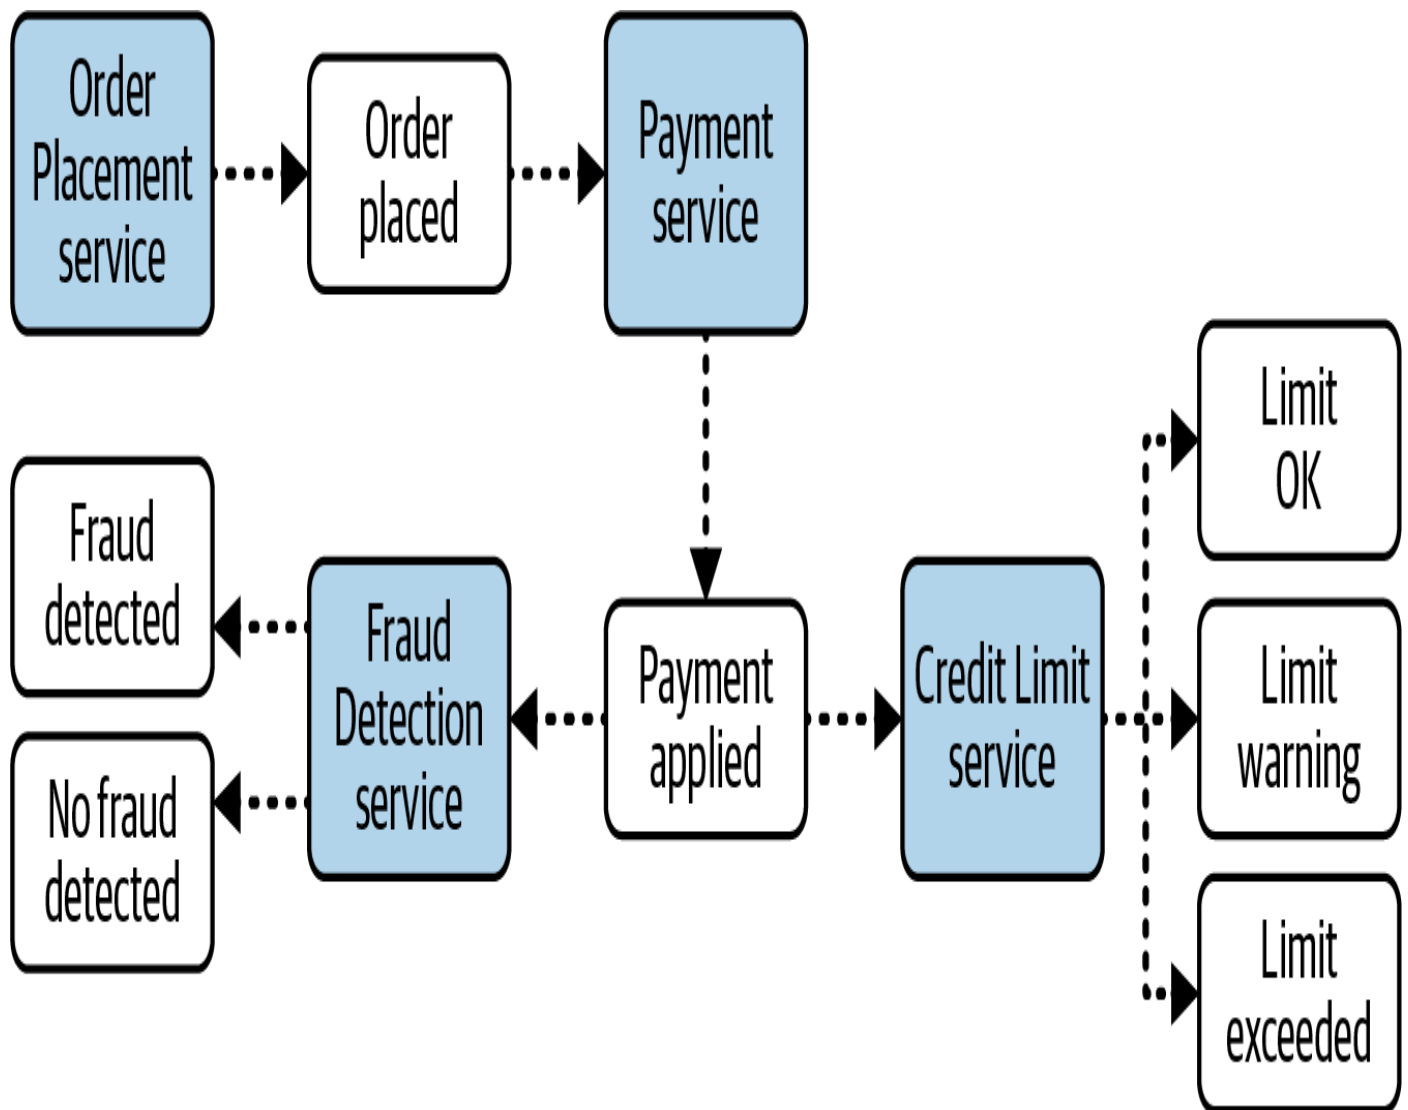 Order
Placement
service
Order
placed
Payment
service
Limit
OK
Fraud
detected
Fraud
Detection
service
Payment
applied
Credit Limit
service
Limit
warning
No fraud
detected
Limit
exceeded